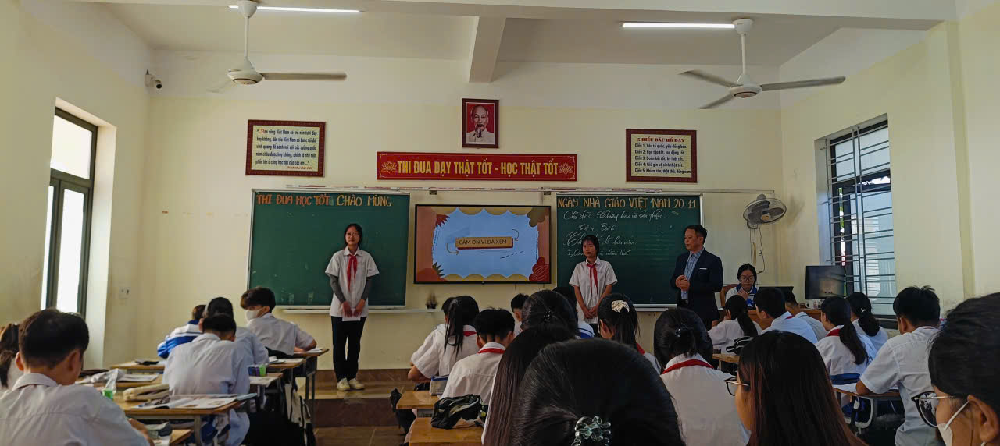 "...Non sông Việt Nam có trở nên tươi đẹp
hay không, dân tộc Việt Nam có bước tới đài
vinh quang để sánh vai với các cường quốc
năm châu được hay không, chính là nhờ một
phần lớn ở công học tập của các em ..."
THI ĐUA DẠY THẬT TỐT - HỌC THẬT TỐT
5 ĐIỀU BÁC HỒ DẠY
Điều 1: Yêu tổ quốc, yêu đồng bào.
Điều 2: Học tập tốt, lao động tốt.
Điều 3: Đoàn kết tốt, kỷ luật tốt.
Điều 4: Giữ gìn vệ sinh thật tốt.
Điều 5: Khiêm tốn, thật thà, dũng cảm.
THI ĐUA HỌC TỐT CHÀO MỪNG
NGÀY NHÀ GIÁO VIỆT NAM 20-11
CẢM ƠN VÌ ĐÃ XEM
Chủ đề